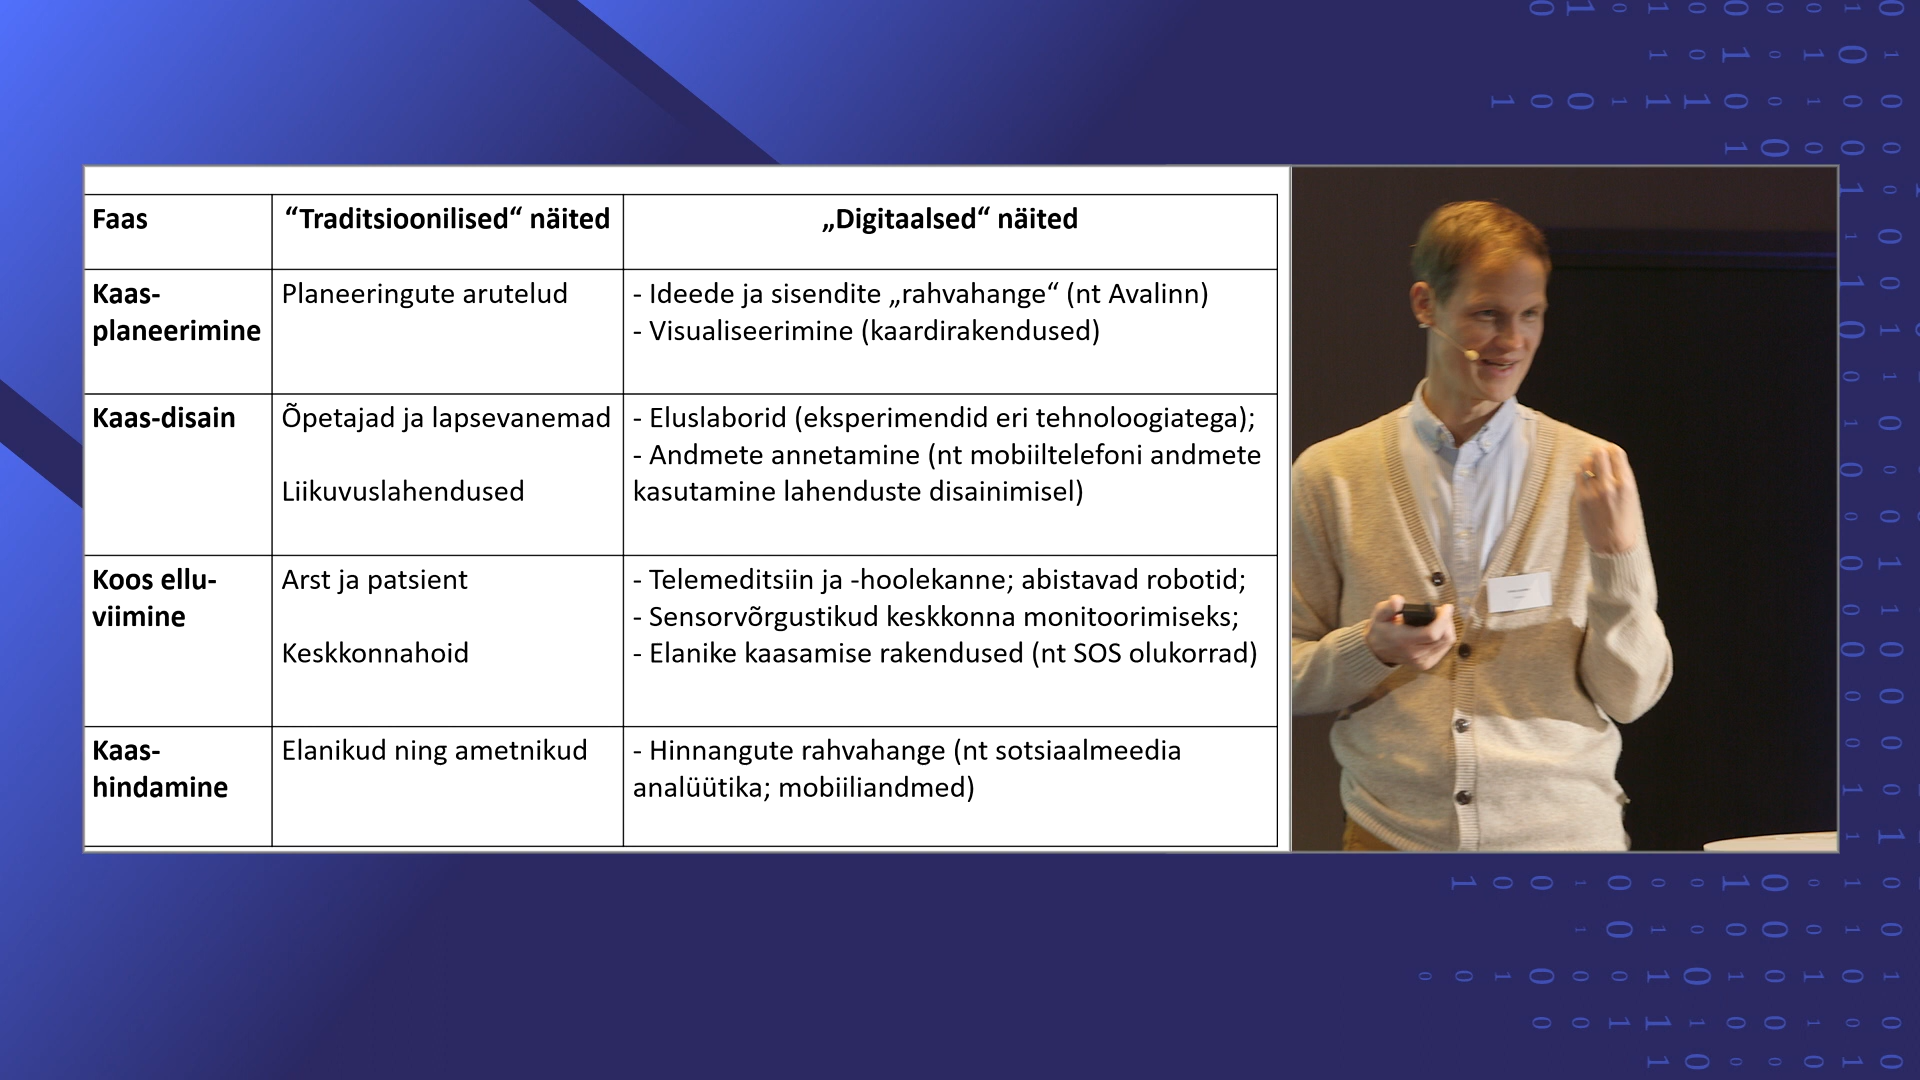 Faas
“Traditsioonilised“ näited
„Digitaalsed“ näited
Kaas-
planeerimine
Planeeringute arutelud
- Ideede ja sisendite „rahvahange“ (nt Avalinn)
- Visualiseerimine (kaardirakendused)
Kaas-disain
Õpetajad ja lapsevanemad
Liikuvuslahendused
- Eluslaborid (eksperimendid eri tehnoloogiatega);
- Andmete annetamine (nt mobiiltelefoni andmete
kasutamine lahenduste disainimisel)
Koos ellu-
viimine
Arst ja patsient
Keskkonnahoid
- Telemeditsiin ja -hoolekanne; abistavad robotid;
- Sensorvõrgustikud keskkonna monitoorimiseks;
- Elanike kaasamise rakendused (nt SOS olukorrad)
Kaas-
hindamine
Elanikud ning ametnikud
- Hinnangute rahvahange (nt sotsiaalmeedia
analüütika; mobiiliandmed)